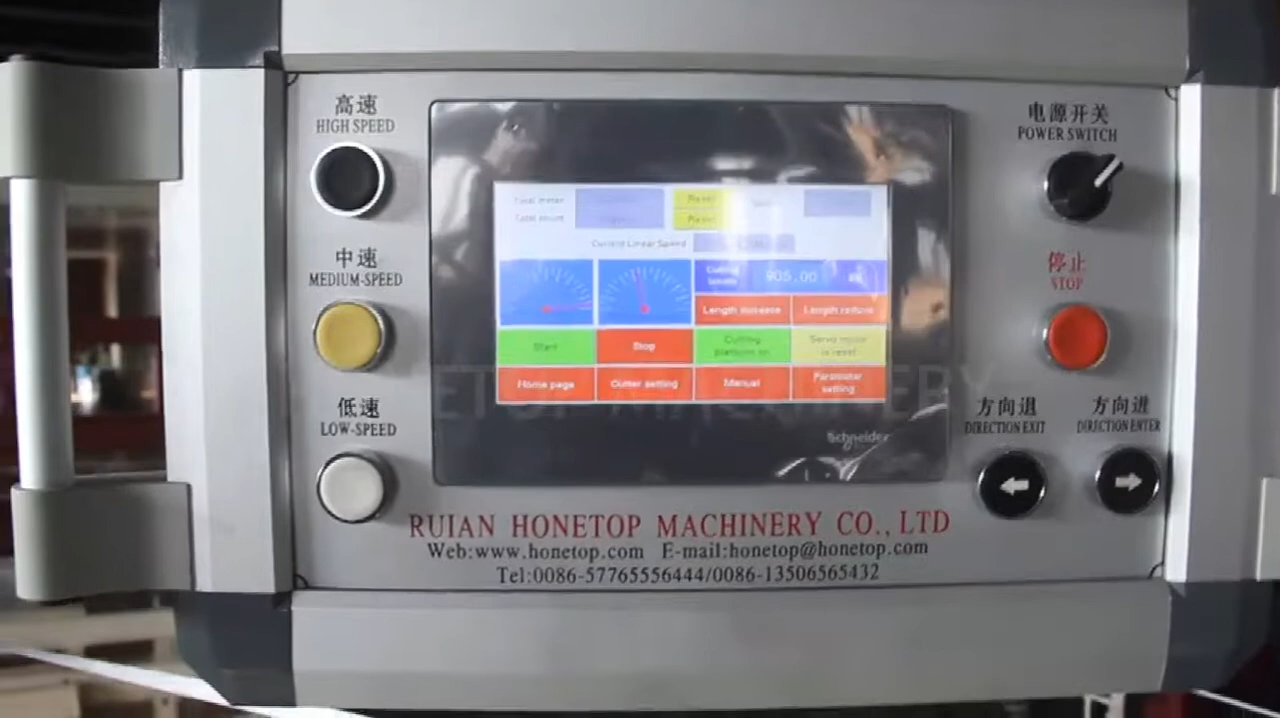 高速
HIGH SPEED
中速
MEDIUM-SPEED
低速
LOW-SPEED
Total meter
Total count
Reset
Reset
Current Linear Speed
Cutting
905.00
Length increase
Length reduce
Start
Stop
Cutting
platform on
Servo motor
is reset
Home page
Cutter setting
Manual
Parameter
setting
Schneider
电源开关
POWER SWITCH
停止
STOP
方向退
DIRECTION EXIT
方向进
DIRECTION ENTER
ETOP MACHINERY
RUIAN HONETOP MACHINERY CO., LTD
Web:www.honetop.com E-mail:honetop@honetop.com
Tel:0086-57765556444/0086-13506565432